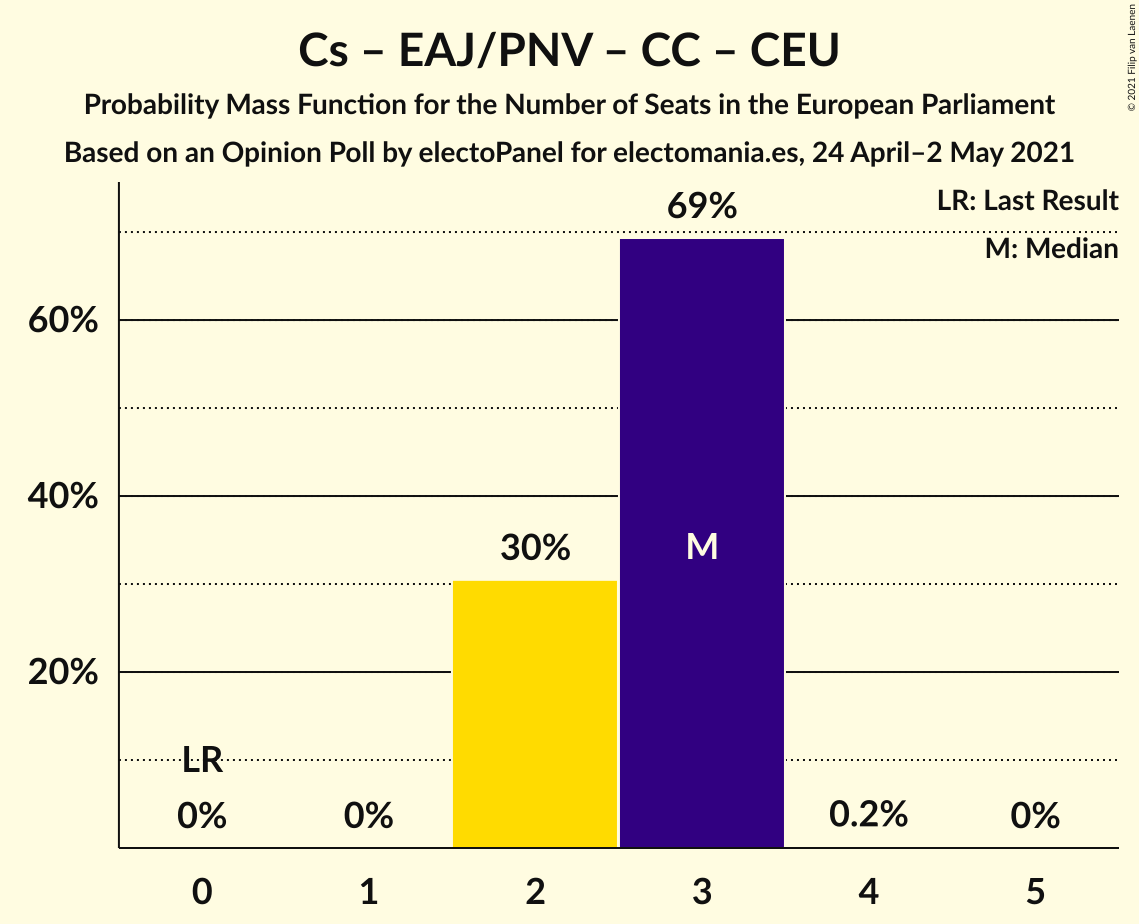 Cs – EAJ/PNV – CC – CEU
Probability Mass Function for the Number of Seats in the European Parliament
Based on an Opinion Poll by electoPanel for electomania.es, 24 April–2 May 2021
© 2021 Filip van Laenen
LR: Last Result
M: Median
69%
60%
40%
30%
M
20%
LR
0%
0%
0.2%
0%
0
1
2
3
4
5